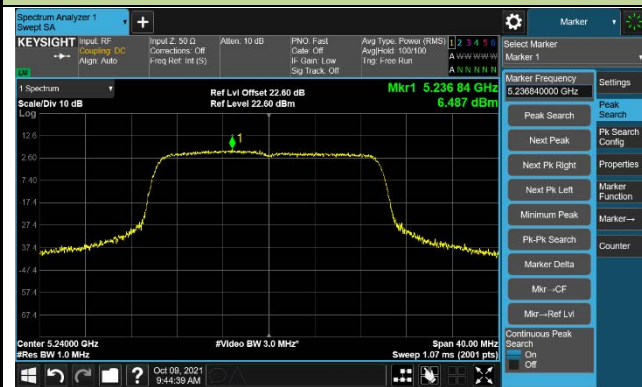 Spectrum Analyzer 1
Swept SA
Marker
KEYSIGHT
Input: RF
Coupling: DC
Align: Auto
Input Z: 50 Ω
Corrections: Off
Freq Ref: Int (S)
Atten: 10 dB
PNO: Fast
Gate: Off
IF Gain: Low
Sig Track: Off
Avg Type: Power (RMS)
Avg|Hold: 100/100
Trig: Free Run
1 2 3 4 5 6
A W W W W W
A N N N N N
Select Marker
Marker 1
LW
1 Spectrum
Scale/Div 10 dB
Log
Ref Lvl Offset 22.60 dB
Ref Level 22.60 dBm
Mkr1 5.236 84 GHz
6.487 dBm
Marker Frequency
5.236840000 GHz
Settings
Peak Search
Peak
Search
Next Peak
Pk Search
Config
Next Pk Right
Properties
Next Pk Left
Marker
Function
Minimum Peak
Marker→
Pk-Pk Search
Counter
Marker Delta
Mkr→CF
Mkr→Ref Lvl
Continuous Peak
Search
On
Off
1
12.6
2.60
-7.40
-17.4
-27.4
-37.4
-47.4
-57.4
-67.4
Center 5.24000 GHz
#Res BW 1.0 MHz
#Video BW 3.0 MHz*
Span 40.00 MHz
Sweep 1.07 ms (2001 pts)
?
Oct 09, 2021
9:44:39 AM